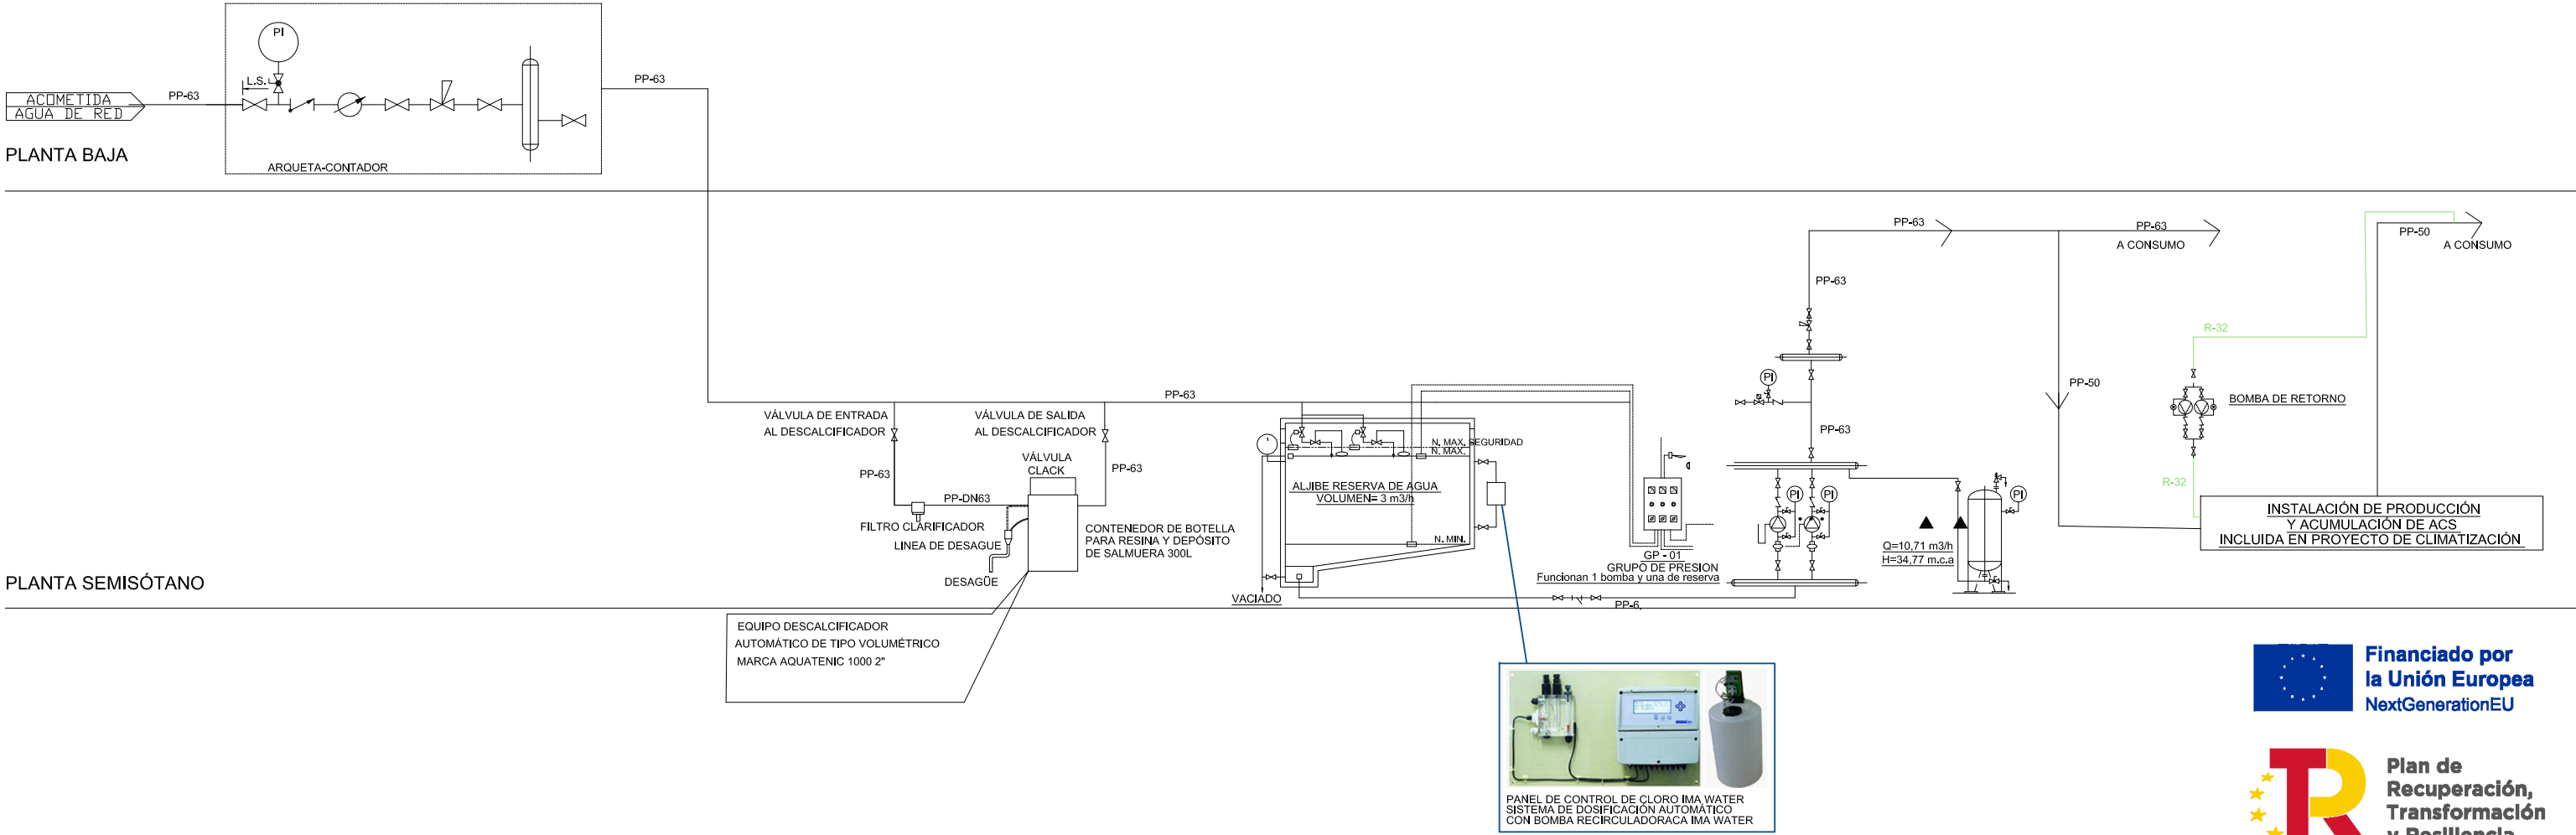 PI
L.S.
ACOMETIDA
AGUA DE RED
PP-63
PP-63
ARQUETA-CONTADOR
PLANTA BAJA
PP-63
PP-63
A CONSUMO
PP-50
A CONSUMO
PP-63
R-32
PI
PP-50
BOMBA DE RETORNO
PP-63
PP-63
VÁLVULA DE ENTRADA
AL DESCALCIFICADOR
VÁLVULA DE SALIDA
AL DESCALCIFICADOR
VÁLVULA
CLACK
PP-63
PP-63
PP-DN63
FILTRO CLARIFICADOR
LINEA DE DESAGUE
DESAGÜE
CONTENEDOR DE BOTELLA
PARA RESINA Y DEPÓSITO
DE SALMUERA 300L
N. MAX. SEGURIDAD
N. MAX.
ALJIBE RESERVA DE AGUA
VOLUMEN= 3 m3/h
N. MIN.
VACIADO
GP - 01
GRUPO DE PRESION
Funcionan 1 bomba y una de reserva
PP-6
PI
PI
PI
Q=10,71 m3/h
H=34,77 m.c.a
R-32
INSTALACIÓN DE PRODUCCIÓN
Y ACUMULACIÓN DE ACS
INCLUIDA EN PROYECTO DE CLIMATIZACIÓN
PLANTA SEMISÓTANO
EQUIPO DESCALCIFICADOR
AUTOMÁTICO DE TIPO VOLUMÉTRICO
MARCA AQUATENIC 1000 2"
PANEL DE CONTROL DE CLORO IMA WATER
SISTEMA DE DOSIFICACIÓN AUTOMÁTICO
CON BOMBA RECIRCULADORACA IMA WATER
Financiado por
la Unión Europea
NextGenerationEU
Plan de
Recuperación,
Transformación
y Resiliencia